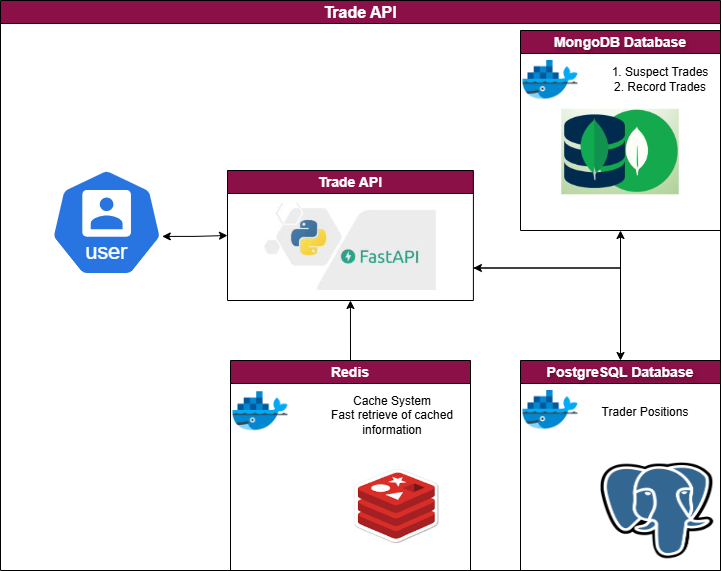 Trade API
MongoDB Database
1. Suspect Trades
2. Record Trades
Trade API
user
FastAPI
Redis
Cache System
Fast retrieve of cached
information
PostgreSQL Database
Trader Positions